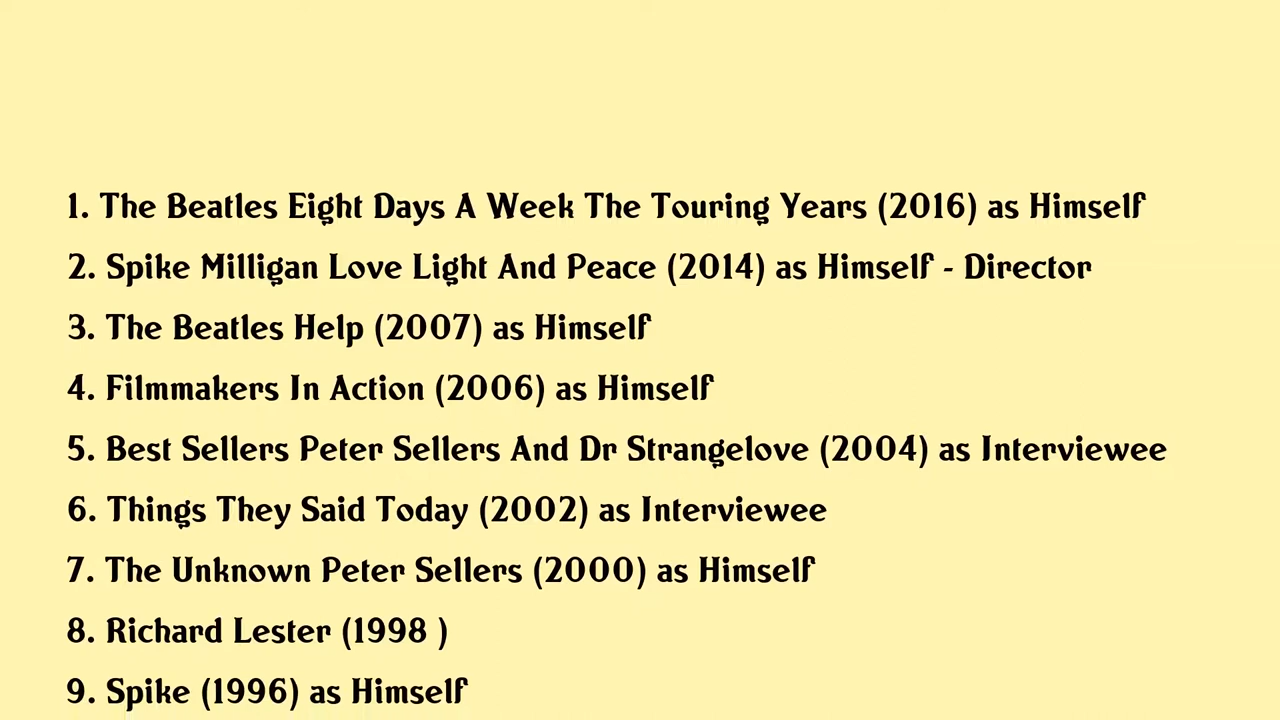 1. The Beatles Eight Days A Week The Touring Years (2016) as Himself
2. Spike Milligan Love Light And Peace (2014) as Himself - Director
3. The Beatles Help (2007) as Himself
4. Filmmakers In Action (2006) as Himself
5. Best Sellers Peter Sellers And Dr Strangelove (2004) as Interviewee
6. Things They Said Today (2002) as Interviewee
7. The Unknown Peter Sellers (2000) as Himself
8. Richard Lester (1998 )
9. Spike (1996) as Himself